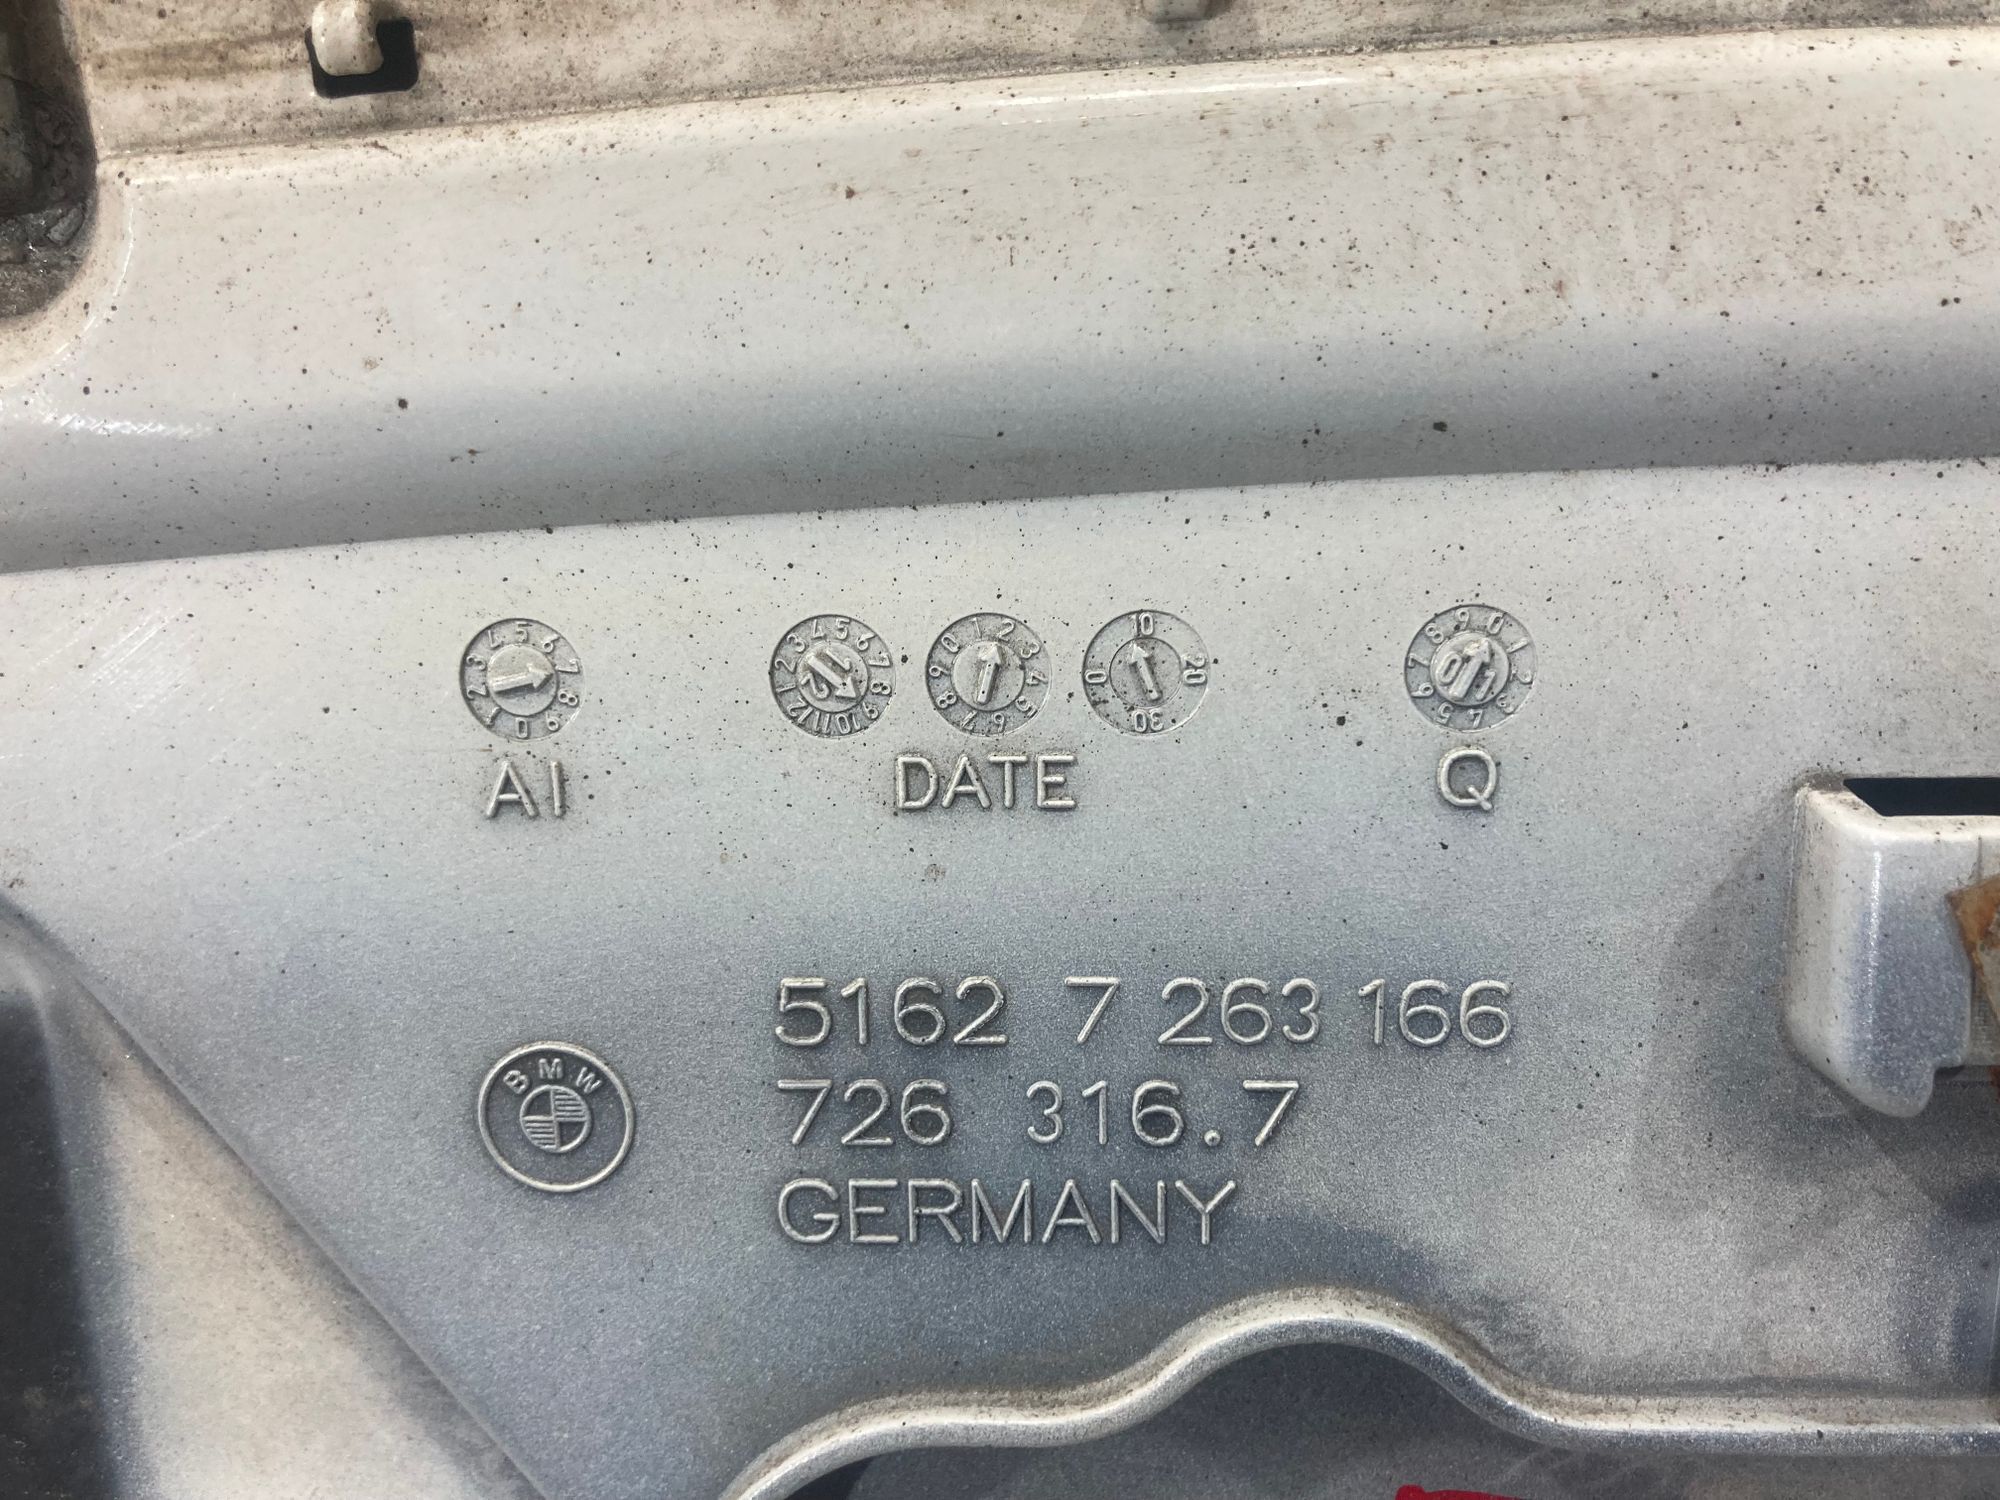 AI DATE Q
5162 7 263 166
BMW
726 316.7
GERMANY